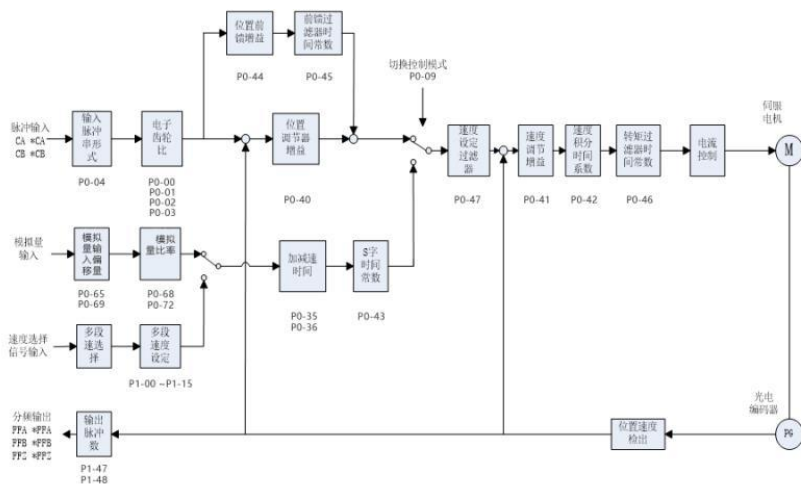 位置前
馈增益
前馈过
滤器时
间常数
P0-44
P0-45
切换控制模式
P0-09
脉冲输入
CA *CA
CB *CB
输入
脉冲
串形
式
P0-04
电子
齿轮
比
P0-00
P0-01
P0-02
P0-03
位置
调节器
增益
P0-40
速度
设定
过滤
器
P0-47
速度
调节
增益
P0-41
速度
积分
时间
系数
P0-42
转矩过
滤器时
间常数
P0-46
电流
控制
伺服
电机
M
模拟量
输入
模拟
量输
入偏
移量
P0-65
P0-69
模拟
量比率
P0-68
P0-72
加减速
时间
P0-35
P0-36
S字
时间
常数
P0-43
速度选择
信号输入
多段
速选
择
多段
速度
设定
P1-00 ~P1-15
分频输出
PFA *PFA
PFB *PFB
PFZ *PFZ
输出
脉冲
数
P1-47
P1-48
位置速度
检出
光电
编码器
PG